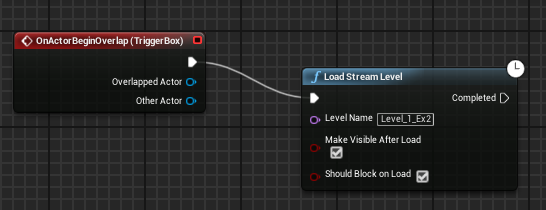 OnActorBeginOverlap (TriggerBox)
Overlapped Actor
Other Actor
Load Stream Level
Completed
Level Name Level_1_Ex2
Make Visible After Load
Should Block on Load